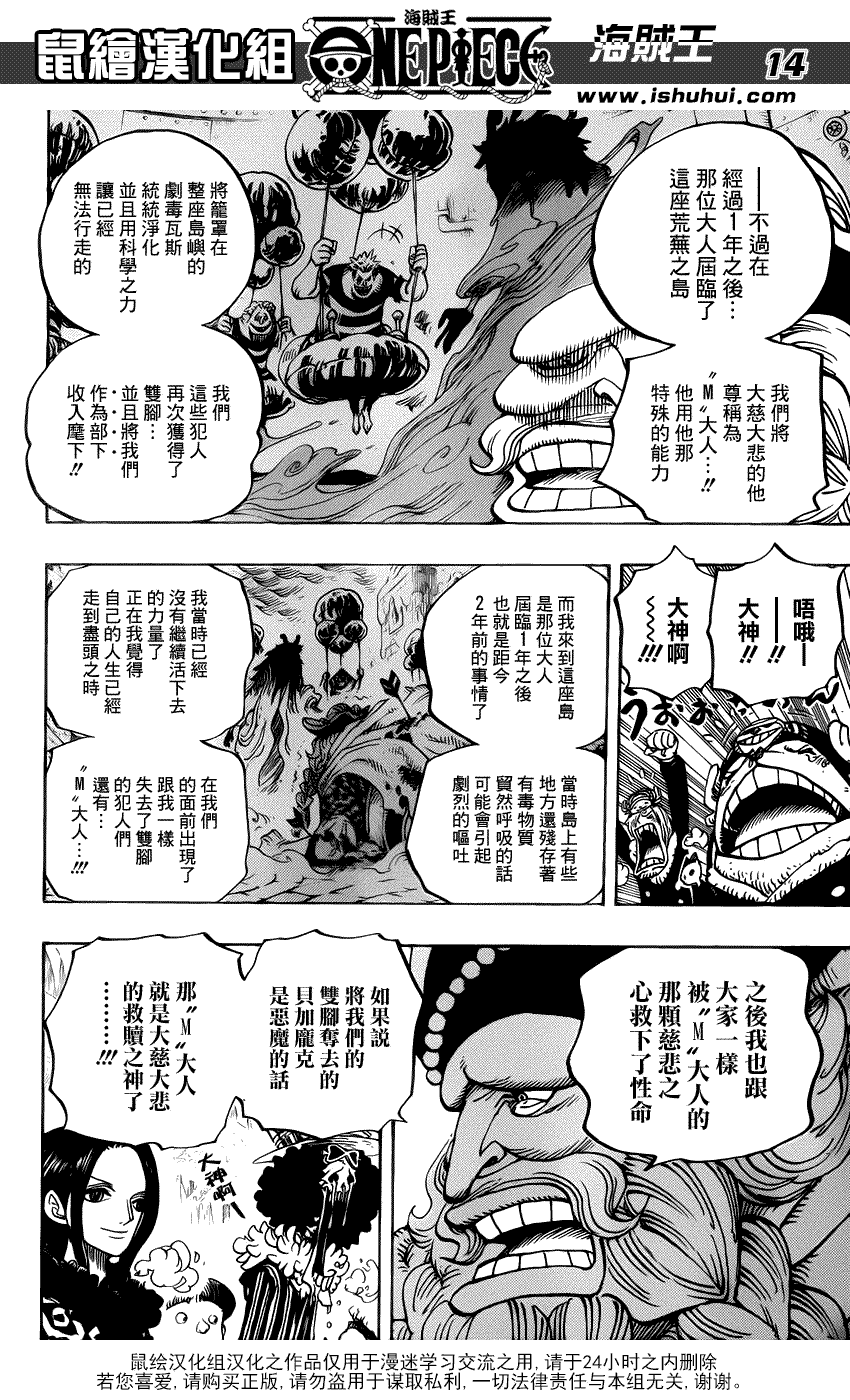 鼠繪漢化組
海賊王
ONE PIECE
海賊王
14
www.ishuhui.com
——不過在
經過1年之後…
那位大人屆臨了
這座荒蕪之島
我們將
大慈大悲的他
尊稱為
"M"大人…!!
他用他那
特殊的能力
將籠罩在
整座島嶼的
劇毒瓦斯
統統淨化
並且用科學之力
讓已經
無法行走的
我們
這些犯人
再次獲得了
雙腳…
並且將我們
作為部下
收入麾下!!
唔哦——
大神!!
大神啊
~~~!!!
うおおお
而我來到這座島
是那位大人
屆臨1年之後
也就是距今
2年前的事情了
當時島上有些
地方還殘存著
有毒物質
貿然呼吸的話
可能會引起
劇烈的嘔吐
我當時已經
沒有繼續活下去
的力量了
正在我覺得
自己的人生已經
走到盡頭之時
在我們
的面前出現了
跟我一樣
失去了雙腳
的犯人們
還有…
"M"大人…!!!
之後我也跟
大家一樣
被"M"大人的
那顆慈悲之
心救下了性命
如果說
將我們的
雙腳奪去的
貝加龐克
是惡魔的話
那"M"大人
就是大慈大悲
的救贖之神了
………!!!
大神啊—
鼠绘汉化组汉化之作品仅用于漫迷学习交流之用, 请于24小时之内删除
若您喜爱, 请购买正版, 请勿盗用于谋取私利, 一切法律责任与本组无关, 谢谢。